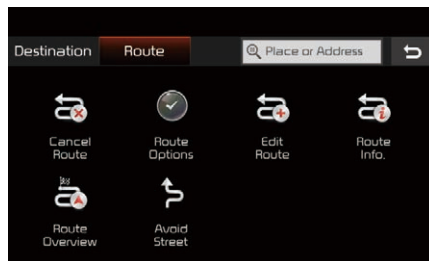 Destination
Route
Place or Address
Cancel
Route
Route
Options
Edit
Route
Route
Info.
Route
Overview
Avoid
Street